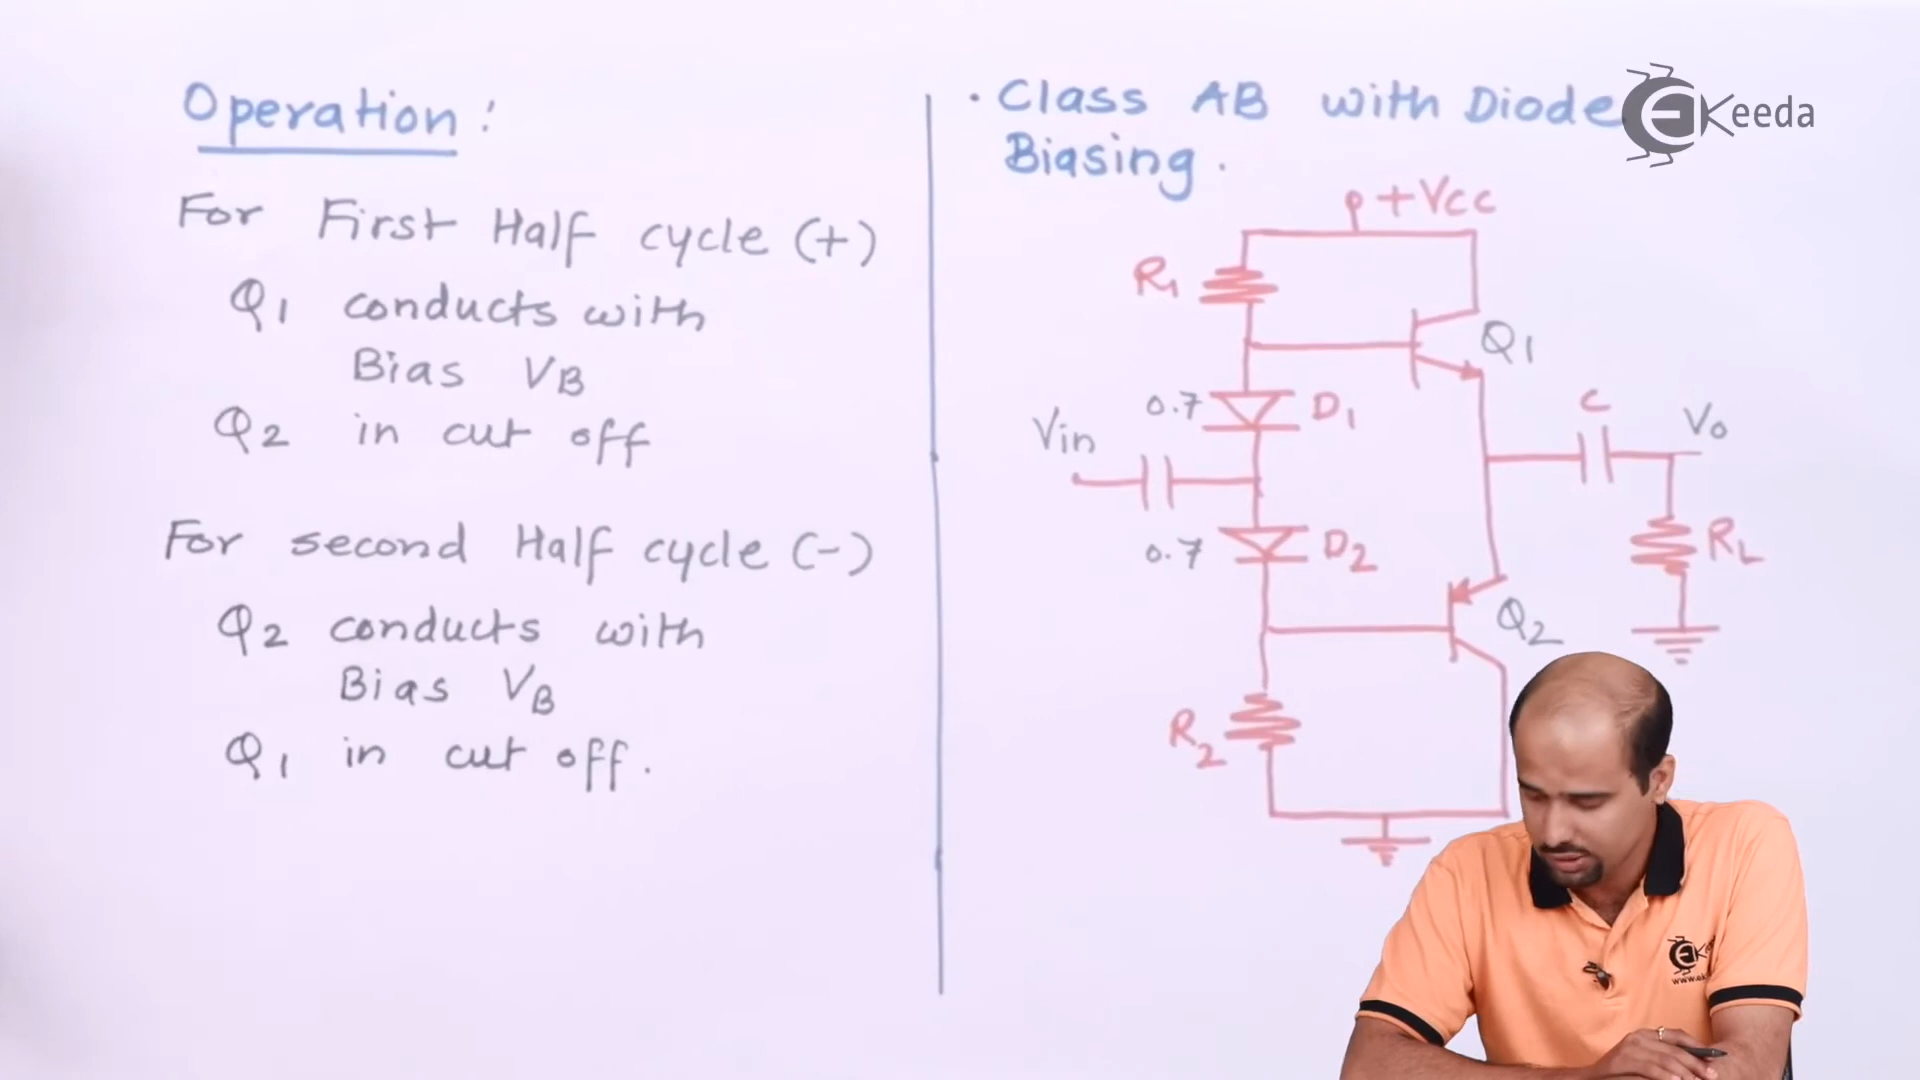 Operation:
For First Half cycle (+)
Q1 conducts with
Bias VB
Q2 in cut off
For second Half cycle (-)
Q2 conducts with
Bias VB
Q1 in cut off.
· Class AB with Diode
Biasing.
EKeeda
+Vcc
R1
Q1
0.7
D1
Vin
C
Vo
0.7
D2
RL
Q2
R2